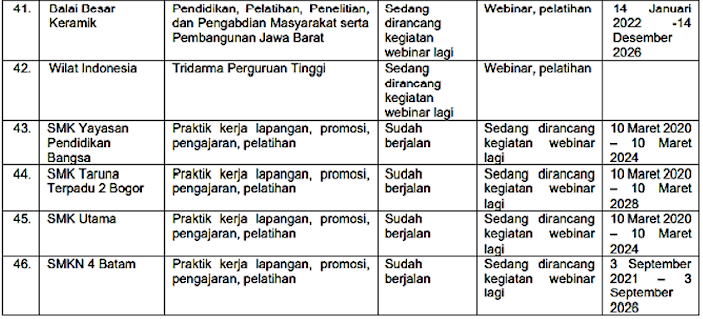 41. Balai Besar Keramik Pendidikan, Pelatihan, Penelitian, dan Pengabdian Masyarakat serta Pembangunan Jawa Barat Sedang dirancang kegiatan webinar lagi Webinar, pelatihan 14 Januari 2022 -14 Desember 2026
42. Wilat Indonesia Tridarma Perguruan Tinggi Sedang dirancang kegiatan webinar lagi Webinar, pelatihan
43. SMK Yayasan Pendidikan Bangsa Praktik kerja lapangan, promosi, pengajaran, pelatihan Sudah berjalan Sedang dirancang kegiatan webinar lagi 10 Maret 2020 – 10 Maret 2024
44. SMK Taruna Terpadu 2 Bogor Praktik kerja lapangan, promosi, pengajaran, pelatihan Sudah berjalan Sedang dirancang kegiatan webinar lagi 10 Maret 2020 – 10 Maret 2028
45. SMK Utama Praktik kerja lapangan, promosi, pengajaran, pelatihan Sudah berjalan Sedang dirancang kegiatan webinar lagi 10 Maret 2020 – 10 Maret 2024
46. SMKN 4 Batam Praktik kerja lapangan, promosi, pengajaran, pelatihan Sudah berjalan Sedang dirancang kegiatan webinar lagi 3 September 2021 – 3 September 2026